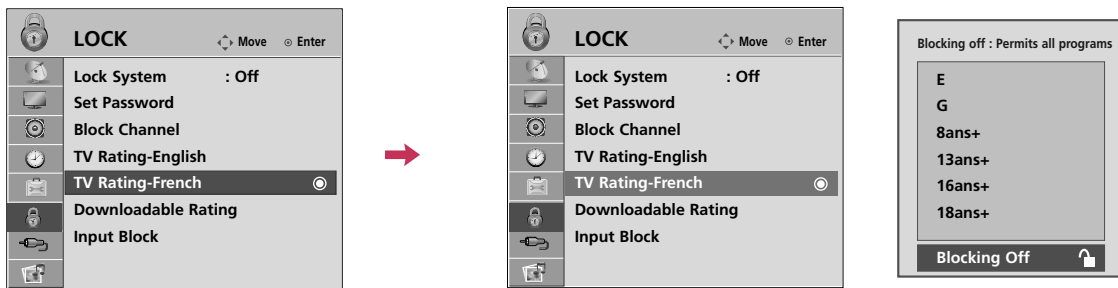 LOCK Move Enter
Lock System : Off
Set Password
Block Channel
TV Rating-English
TV Rating-French
Downloadable Rating
Input Block
LOCK Move Enter
Lock System : Off
Set Password
Block Channel
TV Rating-English
TV Rating-French
Downloadable Rating
Input Block
Blocking off : Permits all programs
E
G
8ans+
13ans+
16ans+
18ans+
Blocking Off